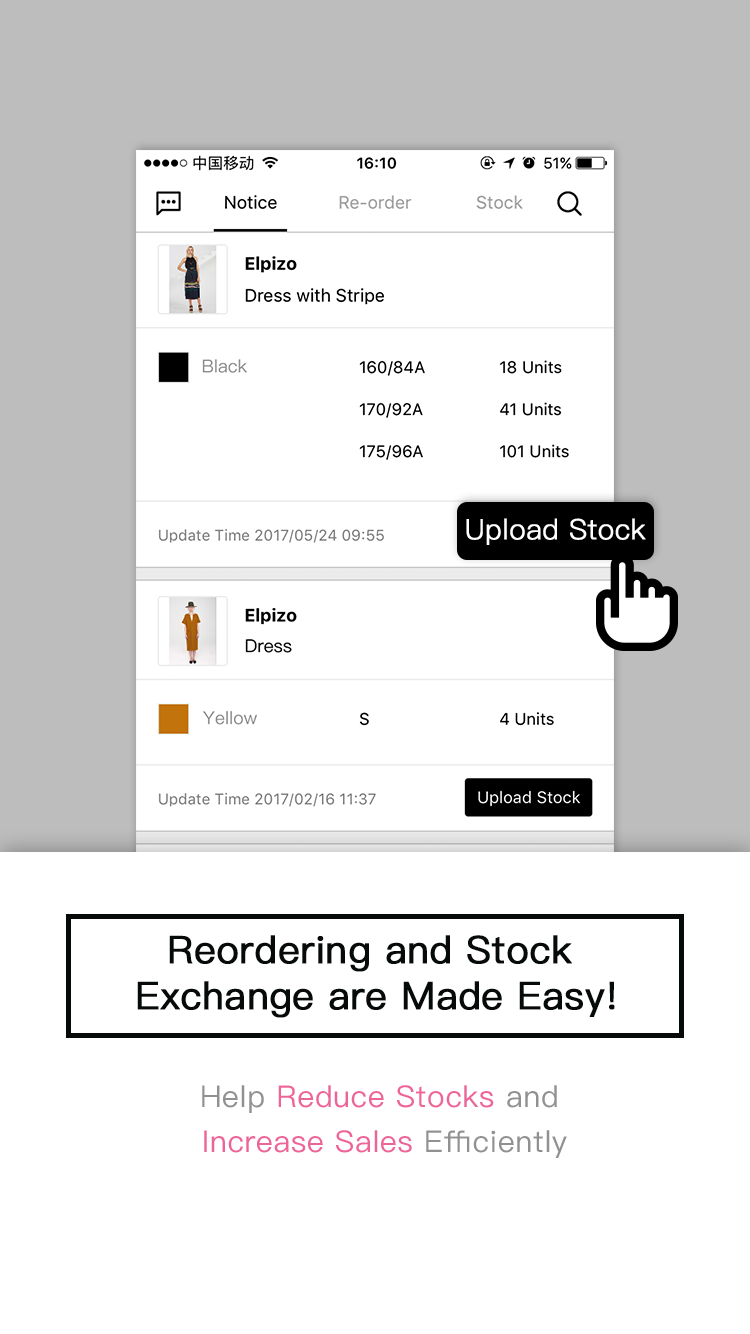 中国移动 16:10 51%
Notice Re-order Stock
Elpizo
Dress with Stripe
Black 160/84A 18 Units
170/92A 41 Units
175/96A 101 Units
Update Time 2017/05/24 09:55 Upload Stock
Elpizo
Dress
Yellow S 4 Units
Update Time 2017/02/16 11:37 Upload Stock
Reordering and Stock
Exchange are Made Easy!
Help Reduce Stocks and
Increase Sales Efficiently